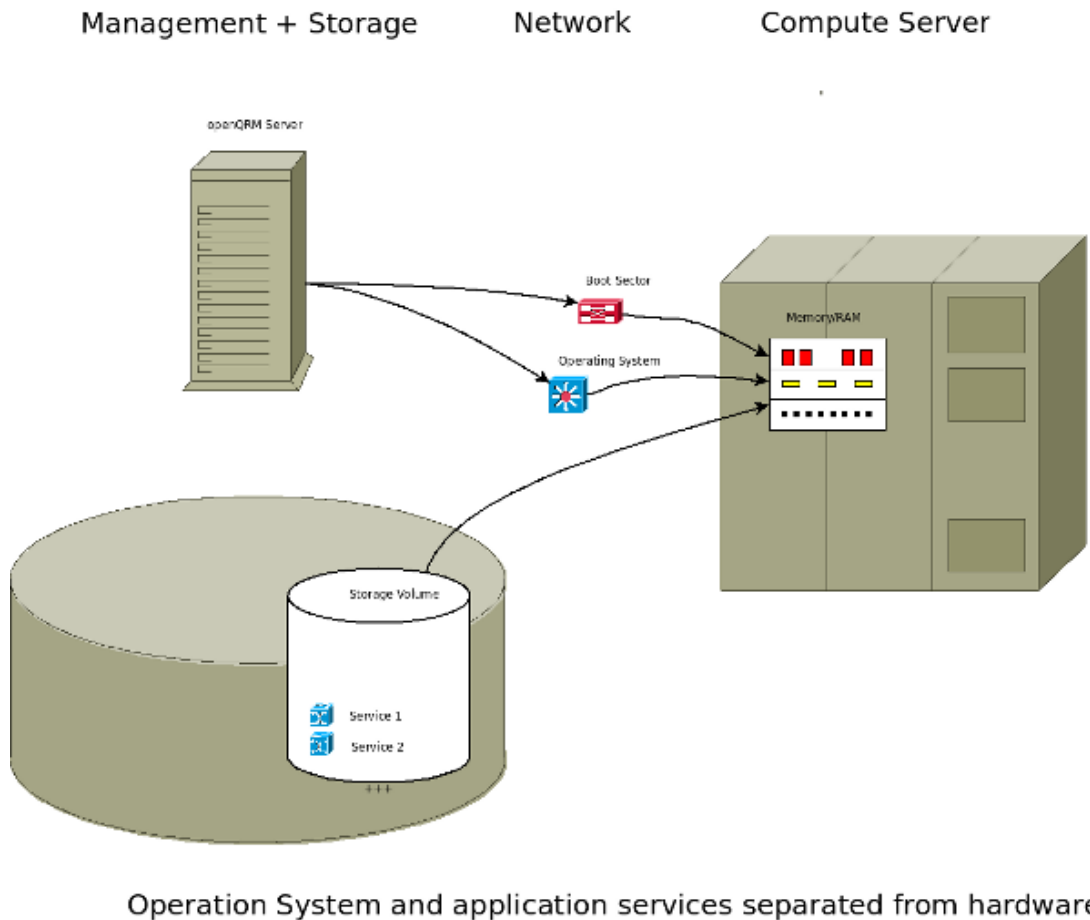 Management + Storage
Network
Compute Server
openQRM Server
Boot Sector
Memory/RAM
Operating System
Storage Volume
Service 1
Service 2
+++
Operation System and application services separated from hardware